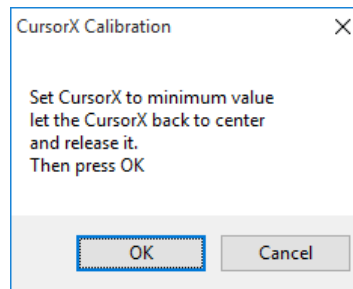 CursorX Calibration
Set CursorX to minimum value
let the CursorX back to center
and release it.
Then press OK
OK
Cancel